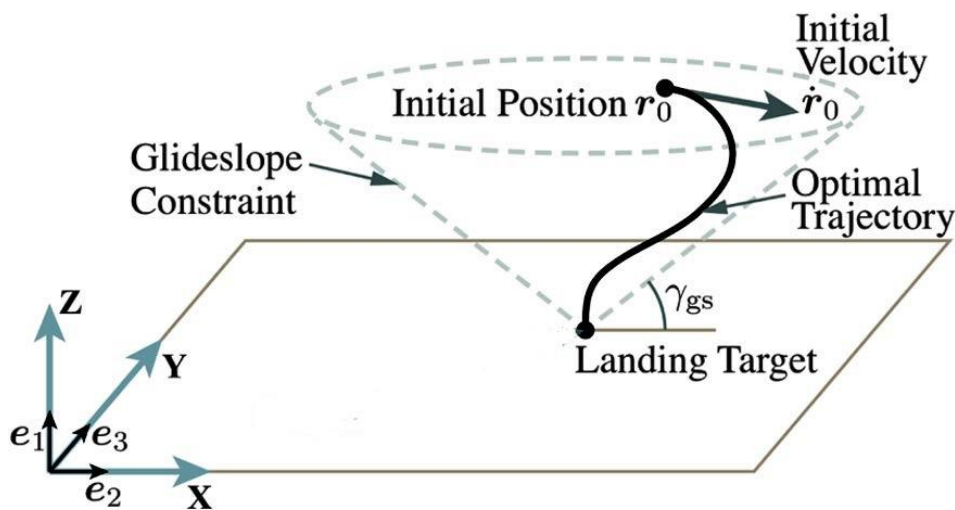 Initial
Velocity
Initial Position r₀
ṙ₀
Glideslope
Constraint
Optimal
Trajectory
γgs
Landing Target
Z
Y
X
e₁
e₃
e₂